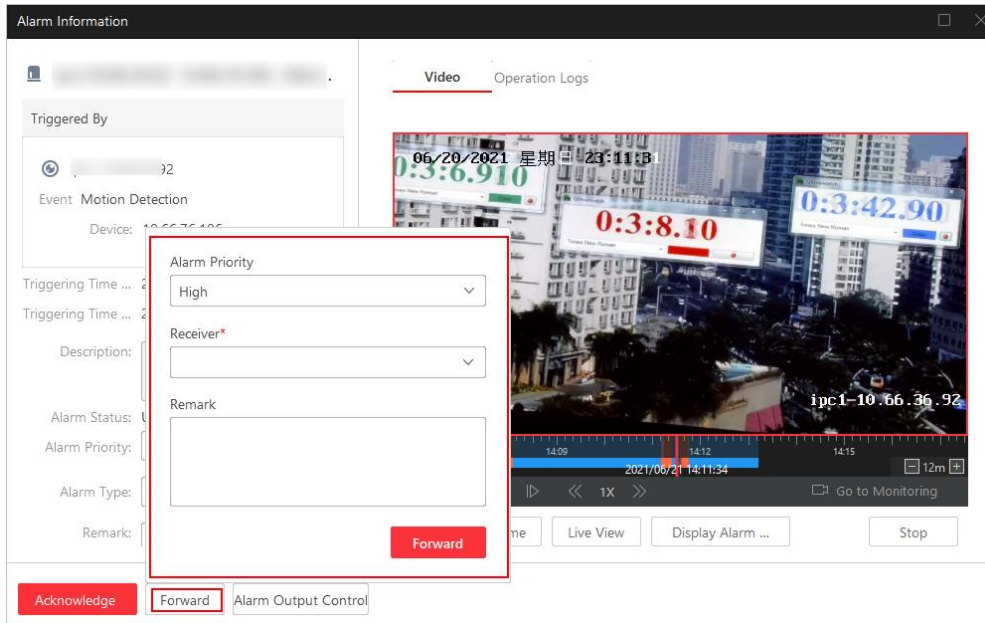 Alarm Information
Triggered By
92
Event Motion Detection
Device:
Triggering Time ...
Triggering Time ...
Description:
Alarm Status:
Alarm Priority:
Alarm Type:
Remark:
Alarm Priority
High
Receiver*
Remark
Forward
Acknowledge
Forward
Alarm Output Control
Video
Operation Logs
06/20/2021 星期日 23:11:31
0:3:6.910
0:3:8.10
0:3:42.90
Times New Roman
ipc1-10.66.36.92
14:09
14:12
14:15
2021/06/21 14:11:34
12m
1X
Go to Monitoring
Live View
Display Alarm ...
Stop